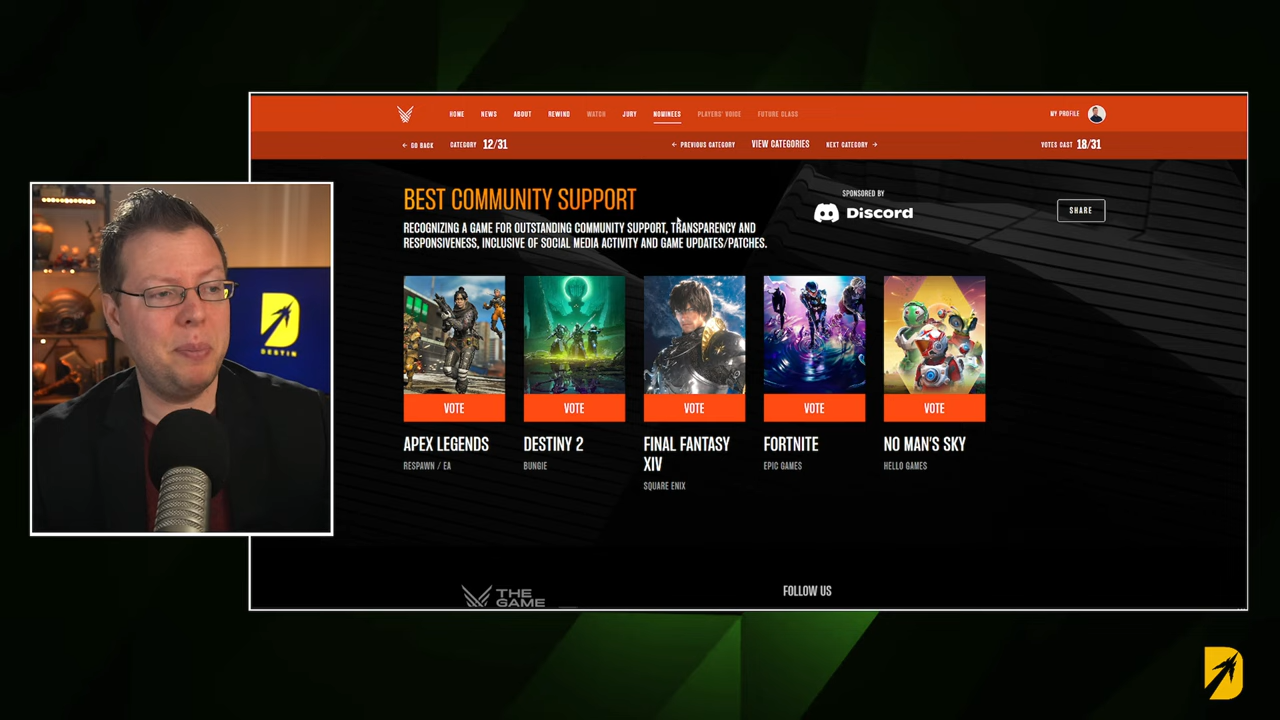 HOME NEWS ABOUT REWIND WATCH JURY NOMINEES PLAYERS' VOICE FUTURE CLASS MY PROFILE
← GO BACK CATEGORY 12/31 ← PREVIOUS CATEGORY VIEW CATEGORIES NEXT CATEGORY → VOTES CAST 18/31
BEST COMMUNITY SUPPORT
RECOGNIZING A GAME FOR OUTSTANDING COMMUNITY SUPPORT, TRANSPARENCY AND
RESPONSIVENESS, INCLUSIVE OF SOCIAL MEDIA ACTIVITY AND GAME UPDATES/PATCHES.
SPONSORED BY
Discord
SHARE
VOTE VOTE VOTE VOTE VOTE
APEX LEGENDS
RESPAWN / EA
DESTINY 2
BUNGIE
FINAL FANTASY
XIV
SQUARE ENIX
FORTNITE
EPIC GAMES
NO MAN'S SKY
HELLO GAMES
THE
GAME
FOLLOW US
D
DESTIN
D